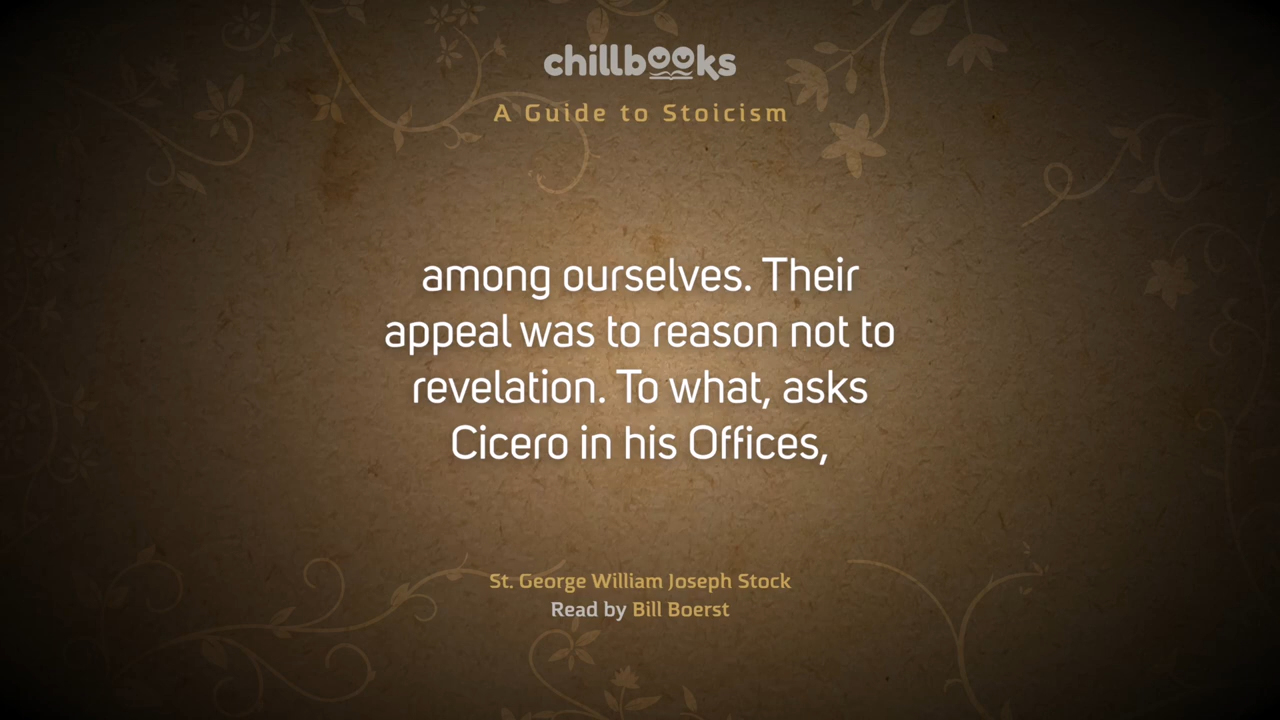 chillbooks
A Guide to Stoicism
among ourselves. Their
appeal was to reason not to
revelation. To what, asks
Cicero in his Offices,
St. George William Joseph Stock
Read by Bill Boerst